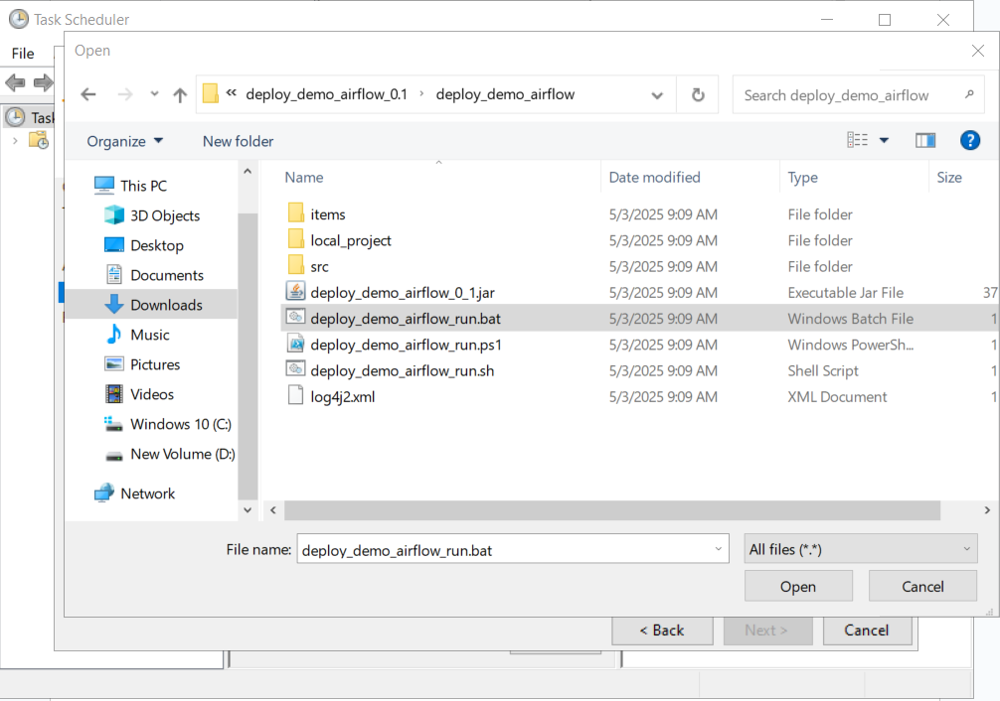 Task Scheduler
File
Open
« deploy_demo_airflow_0.1 › deploy_demo_airflow
Search deploy_demo_airflow
Organize
New folder
?
Task
This PC
3D Objects
Desktop
Documents
Downloads
Music
Pictures
Videos
Windows 10 (C:)
New Volume (D:)
Network
Name Date modified Type Size
items 5/3/2025 9:09 AM File folder
local_project 5/3/2025 9:09 AM File folder
src 5/3/2025 9:09 AM File folder
deploy_demo_airflow_0_1.jar 5/3/2025 9:09 AM Executable Jar File 37
deploy_demo_airflow_run.bat 5/3/2025 9:09 AM Windows Batch File 1
deploy_demo_airflow_run.ps1 5/3/2025 9:09 AM Windows PowerSh... 1
deploy_demo_airflow_run.sh 5/3/2025 9:09 AM Shell Script 1
log4j2.xml 5/3/2025 9:09 AM XML Document 1
File name: deploy_demo_airflow_run.bat All files (*.*)
Open Cancel
< Back Next > Cancel